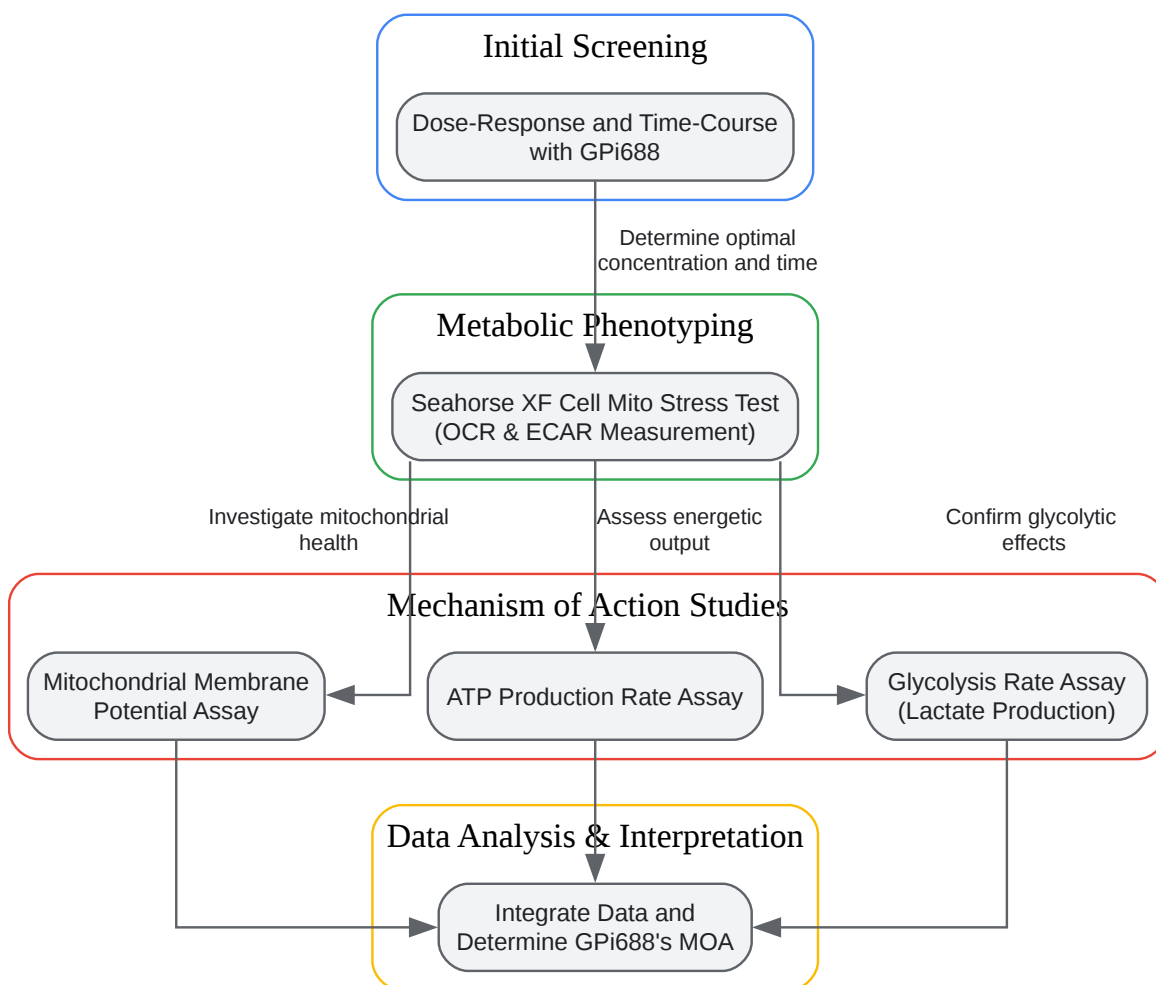 Initial Screening
Dose-Response and Time-Course
with GPi688
Determine optimal
concentration and time
Metabolic Phenotyping
Seahorse XF Cell Mito Stress Test
(OCR & ECAR Measurement)
Investigate mitochondrial
health
Assess energetic
output
Confirm glycolytic
effects
Mechanism of Action Studies
Mitochondrial Membrane
Potential Assay
ATP Production Rate Assay
Glycolysis Rate Assay
(Lactate Production)
Data Analysis & Interpretation
Integrate Data and
Determine GPi688's MOA